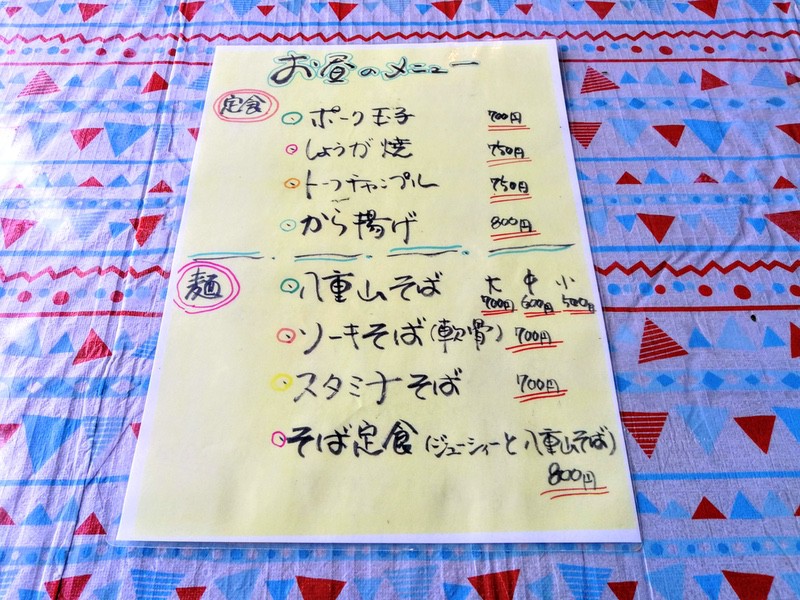 お昼のメニュー
定食
ポーク玉子 700円
しょうが焼 750円
トーフチャンプル 750円
から揚げ 800円
麺
八重山そば 大 中 小
700円 600円 500円
ソーキそば(軟骨) 700円
スタミナそば 700円
そば定食(ジューシィーと八重山そば)
800円